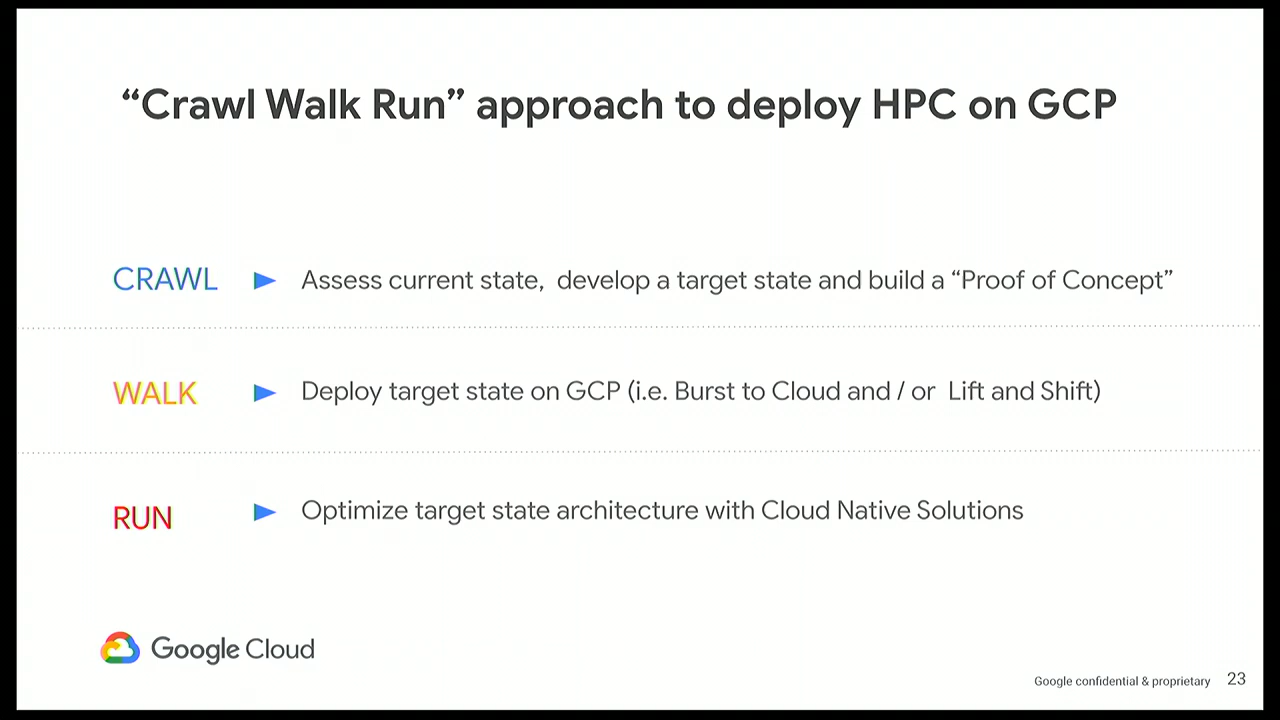 “Crawl Walk Run” approach to deploy HPC on GCP
CRAWL
Assess current state, develop a target state and build a “Proof of Concept”
WALK
Deploy target state on GCP (i.e. Burst to Cloud and / or Lift and Shift)
RUN
Optimize target state architecture with Cloud Native Solutions
Google Cloud
Google confidential & proprietary 23